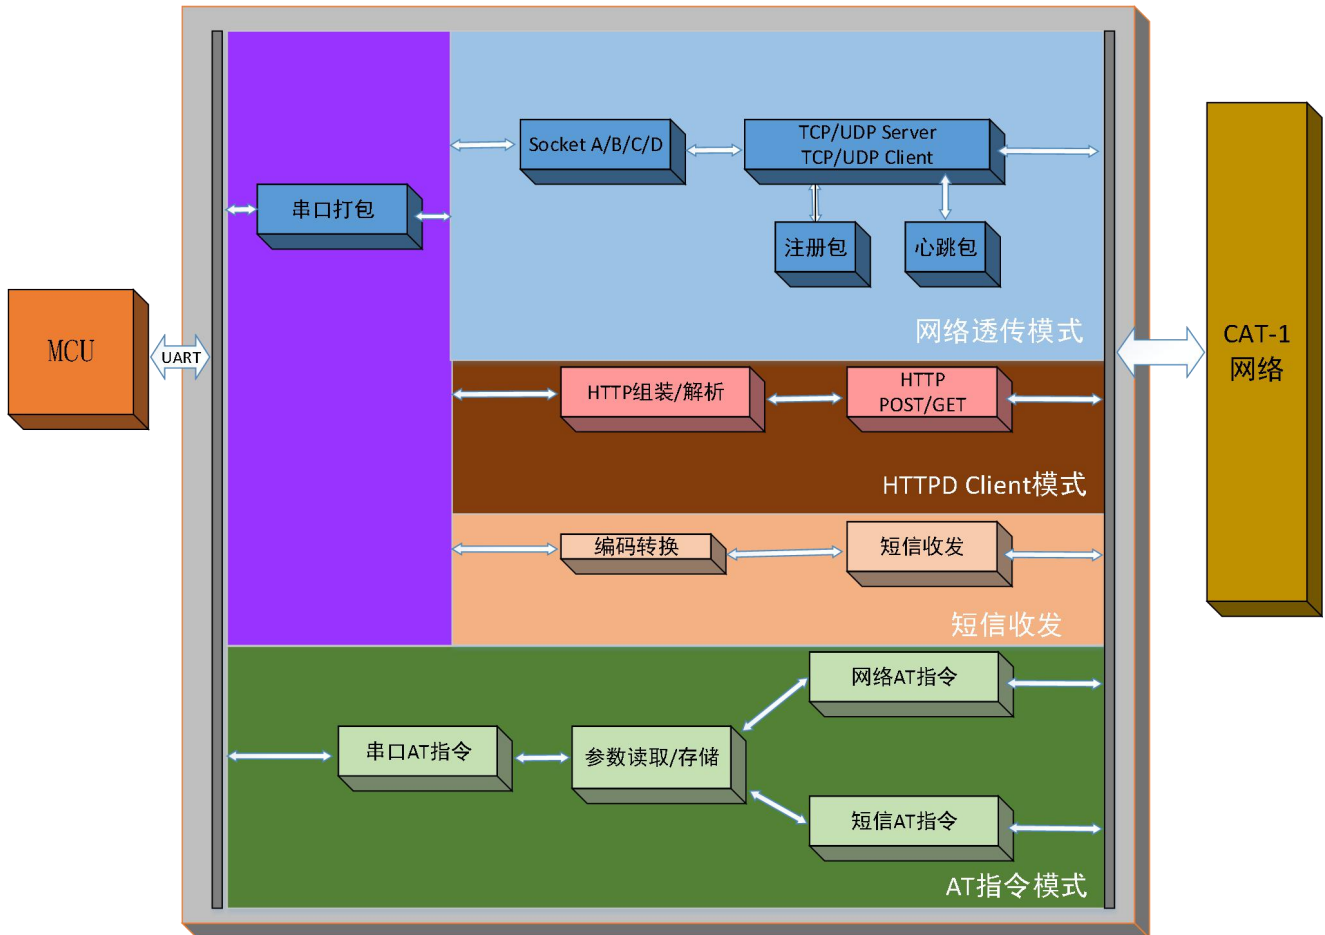 MCU
UART
串口打包
Socket A/B/C/D
TCP/UDP Server
TCP/UDP Client
注册包
心跳包
网络透传模式
HTTP组装/解析
HTTP
POST/GET
HTTPD Client模式
编码转换
短信收发
短信收发
串口AT指令
参数读取/存储
网络AT指令
短信AT指令
AT指令模式
CAT-1
网络